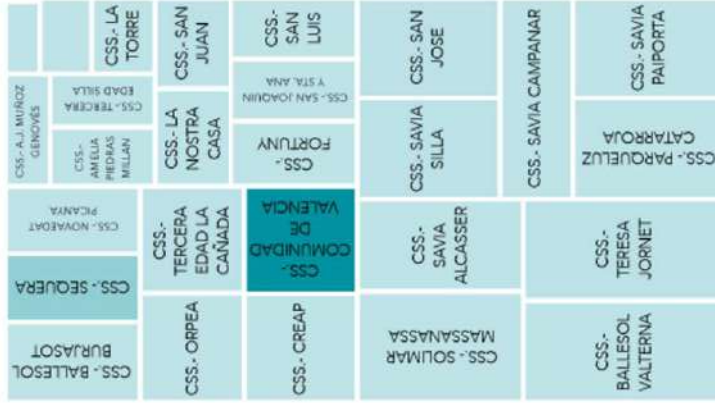 CSS.- LA
TORRE
CSS.- SAN
JUAN
CSS.-
SAN
LUIS
CSS.- SAN
JOSE
CSS.- SAVIA CAMPANAR
CSS.- SAVIA
PAIPORTA
CSS.- A.J. MUÑOZ
GENOVÉS
CSS.- TERCERA
EDAD SILLA
CSS.-
AMELIA
PIEDRAS
MILLAN
CSS.- LA
NOSTRA
CASA
CSS.- SAN JOAQUIN
Y STA. ANA
CSS.-
FORTUNY
CSS.- SAVIA
SILLA
CSS.- PARQUELUZ
CATARROJA
CSS.- NOVAEDAT
PICANYA
CSS.- SEQUERA
CSS.-
TERCERA
EDAD LA
CAÑADA
CSS.-
COMUNIDAD
DE
VALENCIA
CSS.-
SAVIA
ALCASSER
CSS.-
TERESA
JORNET
CSS.- BALLESOL
BURJASOT
CSS.- ORPEA
CSS.- CREAP
CSS.- SOLIMAR
MASSANASSA
CSS.-
BALLESOL
VALTERNA